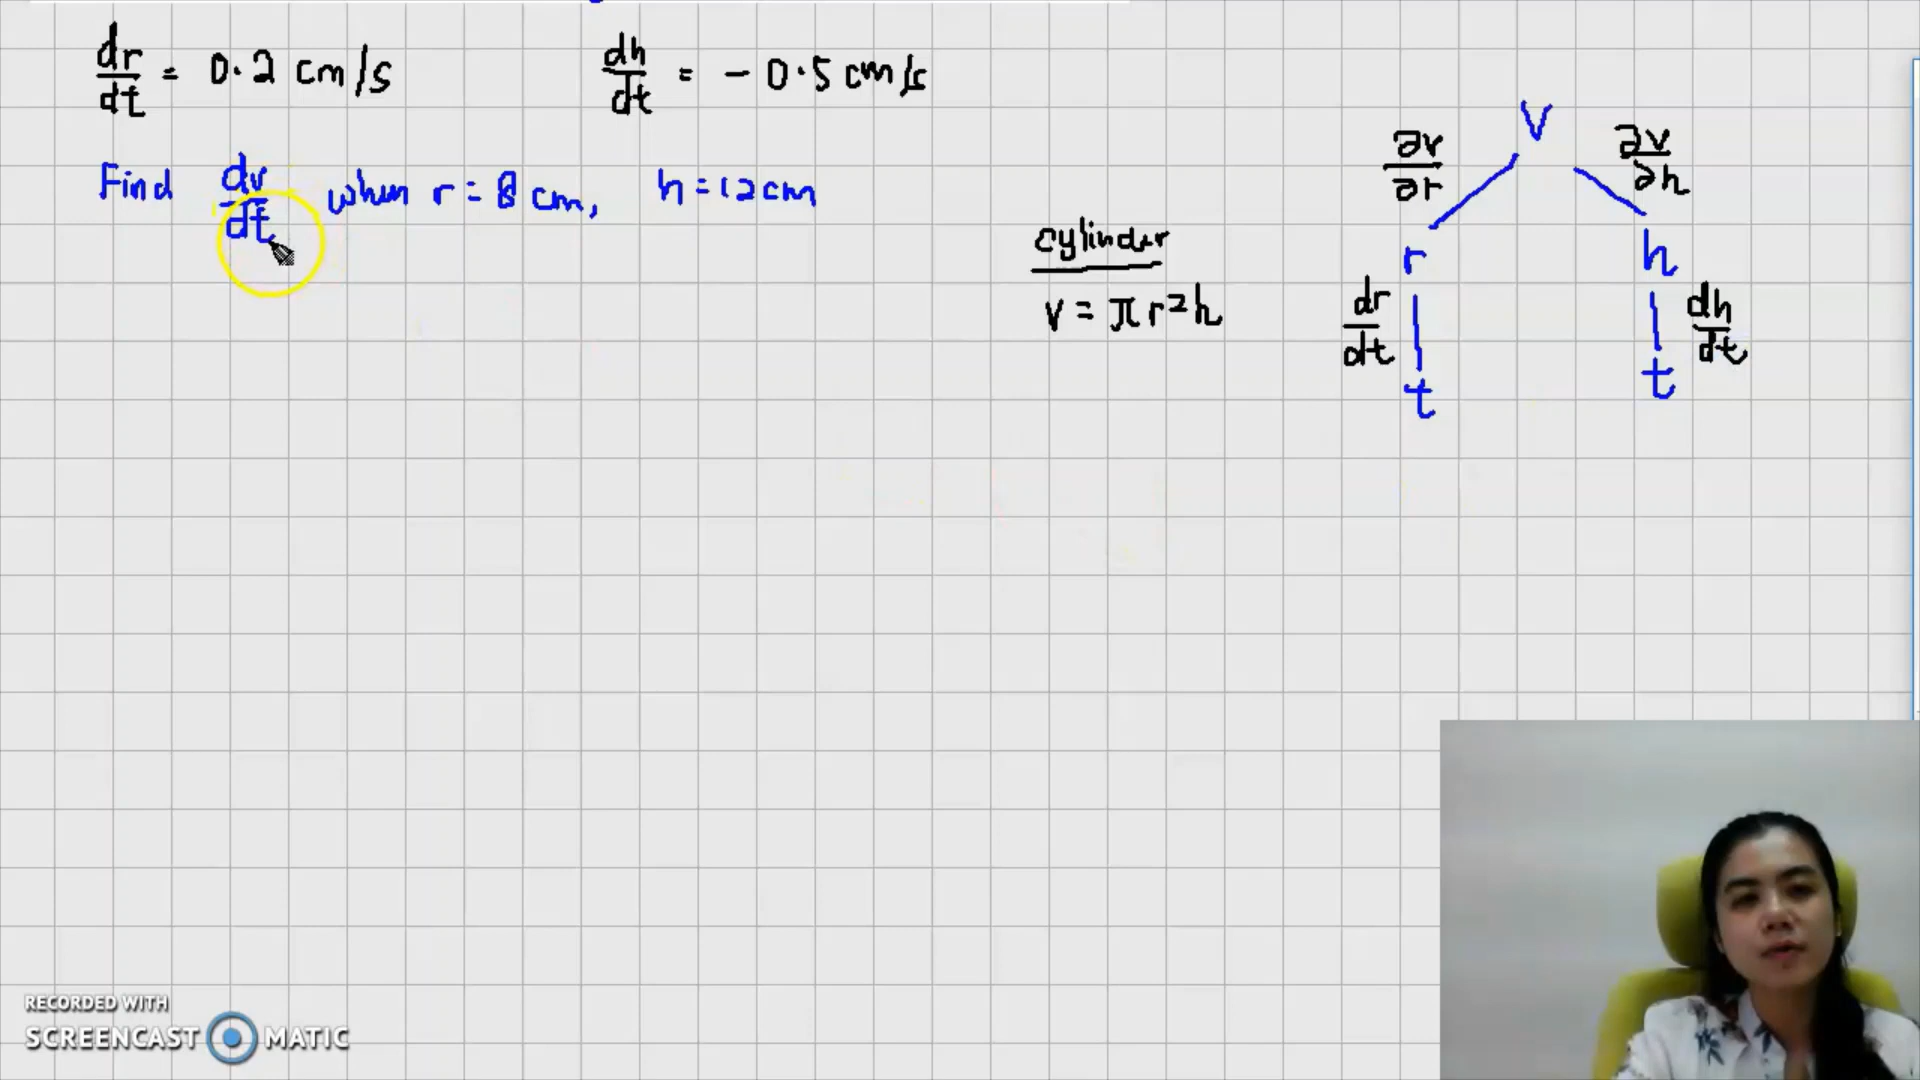 dr/dt = 0.2 cm/s
dh/dt = - 0.5 cm/s
Find dv/dt when r = 8 cm, h = 12 cm
cylinder
v = πr²h
V
∂v/∂r
∂v/∂h
r
h
dr/dt
dh/dt
t
t
RECORDED WITH
SCREENCAST MATIC